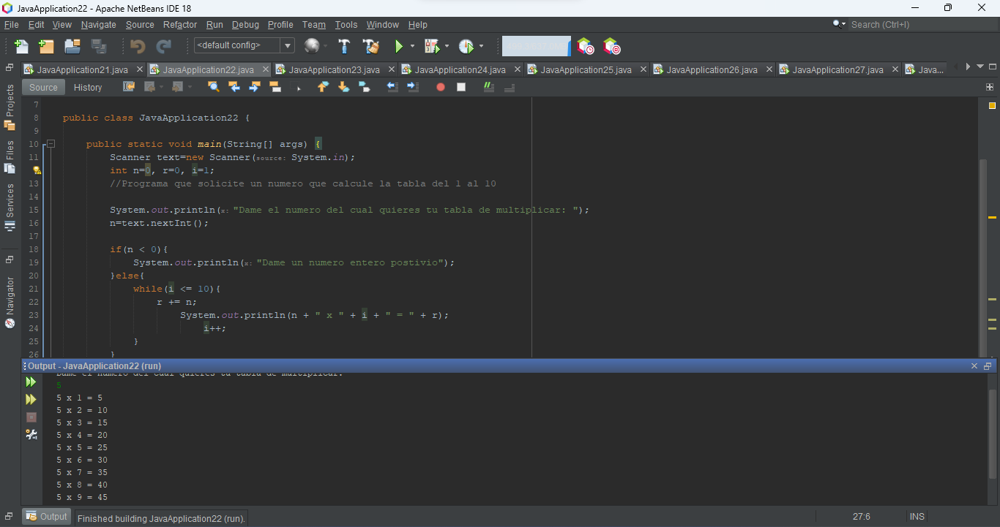 JavaApplication22 - Apache NetBeans IDE 18
File Edit View Navigate Source Refactor Run Debug Profile Team Tools Window Help
Search (Ctrl+I)
<default config>
JavaApplication21.java JavaApplication22.java JavaApplication23.java JavaApplication24.java JavaApplication25.java JavaApplication26.java JavaApplication27.java Java...
Source History
Projects
Files
Services
Navigator
7
8 public class JavaApplication22 {
9
10 public static void main(String[] args) {
11 Scanner text=new Scanner(source: System.in);
int n=0, r=0, i=1;
13 //Programa que solicite un numero que calcule la tabla del 1 al 10
14
15 System.out.println(x: "Dame el numero del cual quieres tu tabla de multiplicar: ");
16 n=text.nextInt();
17
18 if(n < 0){
19 System.out.println(x: "Dame un numero entero postivio");
20 }else{
21 while(i <= 10){
22 r += n;
23 System.out.println(n + " x " + i + " = " + r);
24 i++;
25 }
26 }
Output - JavaApplication22 (run)
Dame el numero del cual quieres tu tabla de multiplicar:
5
5 x 1 = 5
5 x 2 = 10
5 x 3 = 15
5 x 4 = 20
5 x 5 = 25
5 x 6 = 30
5 x 7 = 35
5 x 8 = 40
5 x 9 = 45
Output
Finished building JavaApplication22 (run).
27:6 INS